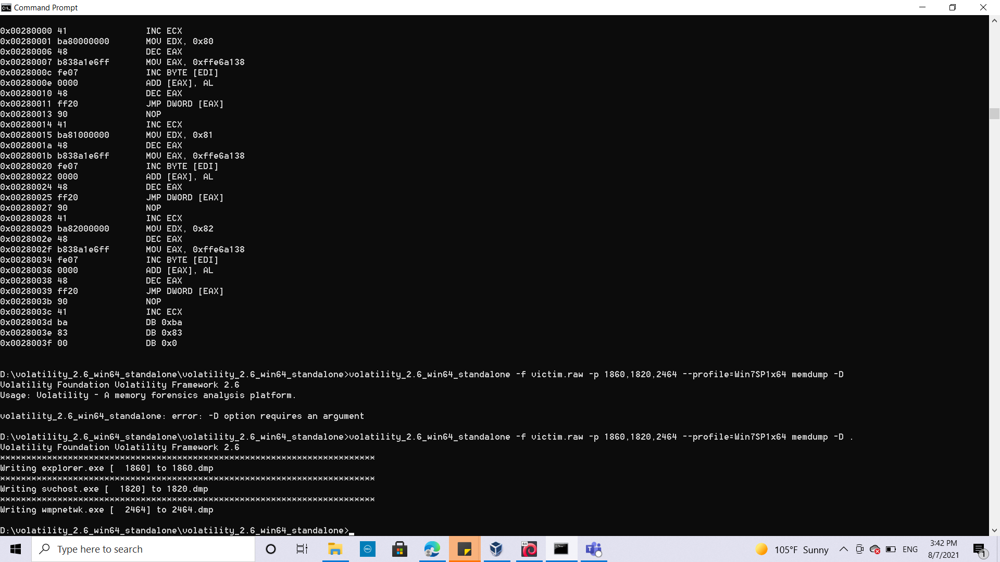 Command Prompt
0x00280000 41 INC ECX
0x00280001 ba80000000 MOV EDX, 0x80
0x00280006 48 DEC EAX
0x00280007 b838a1e6ff MOV EAX, 0xffe6a138
0x0028000c fe07 INC BYTE [EDI]
0x0028000e 0000 ADD [EAX], AL
0x00280010 48 DEC EAX
0x00280011 ff20 JMP DWORD [EAX]
0x00280013 90 NOP
0x00280014 41 INC ECX
0x00280015 ba81000000 MOV EDX, 0x81
0x0028001a 48 DEC EAX
0x0028001b b838a1e6ff MOV EAX, 0xffe6a138
0x00280020 fe07 INC BYTE [EDI]
0x00280022 0000 ADD [EAX], AL
0x00280024 48 DEC EAX
0x00280025 ff20 JMP DWORD [EAX]
0x00280027 90 NOP
0x00280028 41 INC ECX
0x00280029 ba82000000 MOV EDX, 0x82
0x0028002e 48 DEC EAX
0x0028002f b838a1e6ff MOV EAX, 0xffe6a138
0x00280034 fe07 INC BYTE [EDI]
0x00280036 0000 ADD [EAX], AL
0x00280038 48 DEC EAX
0x00280039 ff20 JMP DWORD [EAX]
0x0028003b 90 NOP
0x0028003c 41 INC ECX
0x0028003d ba DB 0xba
0x0028003e 83 DB 0x83
0x0028003f 00 DB 0x0
D:\volatility_2.6_win64_standalone\volatility_2.6_win64_standalone>volatility_2.6_win64_standalone -f victim.raw -p 1860,1820,2464 --profile=Win7SP1x64 memdump -D
Volatility Foundation Volatility Framework 2.6
Usage: Volatility - A memory forensics analysis platform.
volatility_2.6_win64_standalone: error: -D option requires an argument
D:\volatility_2.6_win64_standalone\volatility_2.6_win64_standalone>volatility_2.6_win64_standalone -f victim.raw -p 1860,1820,2464 --profile=Win7SP1x64 memdump -D .
Volatility Foundation Volatility Framework 2.6
************************************************************************
Writing explorer.exe [  1860] to 1860.dmp
************************************************************************
Writing svchost.exe [  1820] to 1820.dmp
************************************************************************
Writing wmpnetwk.exe [  2464] to 2464.dmp
D:\volatility_2.6_win64_standalone\volatility_2.6_win64_standalone>_
Type here to search
DELL
64
105°F Sunny
ENG
3:42 PM
8/7/2021
1